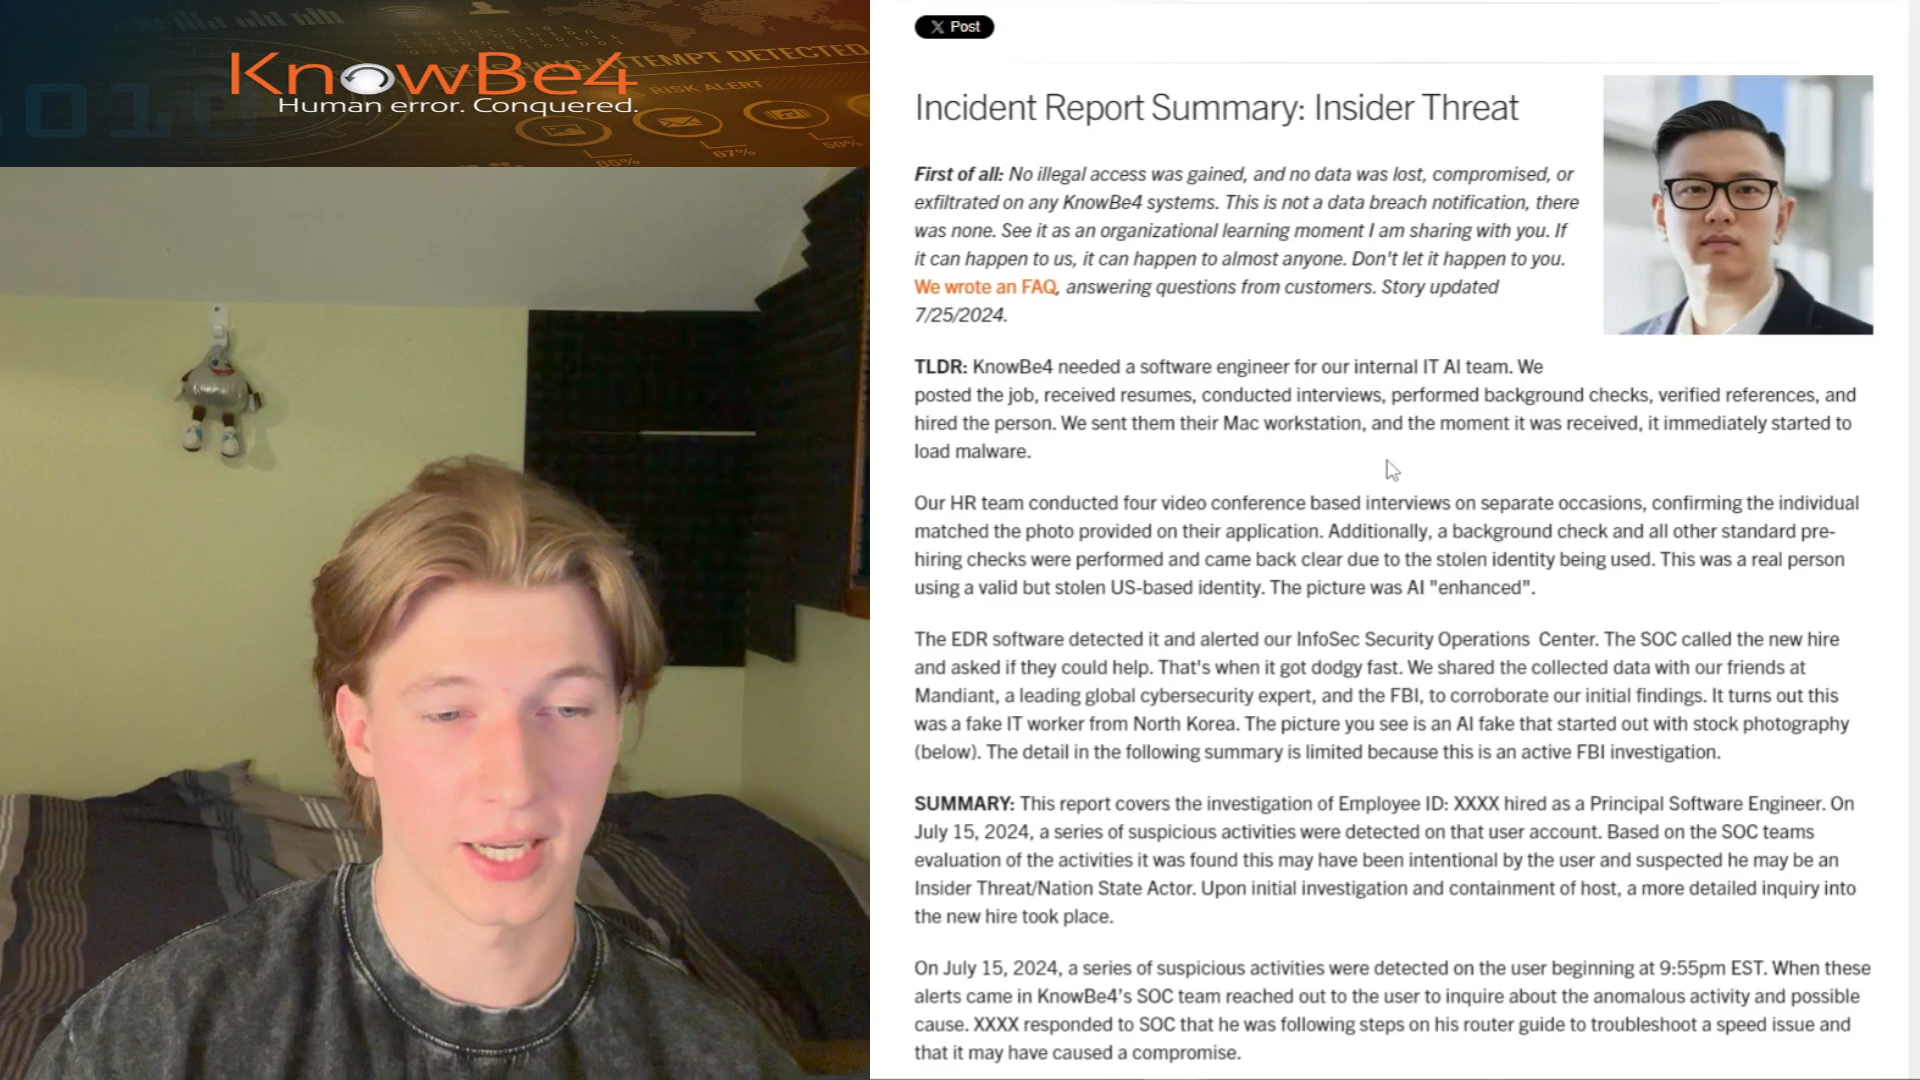 KnowBe4
Human error. Conquered.
ATTEMPT DETECTED
RISK ALERT
85%
67%
50%
010
Post
Incident Report Summary: Insider Threat
First of all: No illegal access was gained, and no data was lost, compromised, or
exfiltrated on any KnowBe4 systems. This is not a data breach notification, there
was none. See it as an organizational learning moment I am sharing with you. If
it can happen to us, it can happen to almost anyone. Don't let it happen to you.
We wrote an FAQ, answering questions from customers. Story updated
7/25/2024.
TLDR: KnowBe4 needed a software engineer for our internal IT AI team. We
posted the job, received resumes, conducted interviews, performed background checks, verified references, and
hired the person. We sent them their Mac workstation, and the moment it was received, it immediately started to
load malware.
Our HR team conducted four video conference based interviews on separate occasions, confirming the individual
matched the photo provided on their application. Additionally, a background check and all other standard pre-
hiring checks were performed and came back clear due to the stolen identity being used. This was a real person
using a valid but stolen US-based identity. The picture was AI "enhanced".
The EDR software detected it and alerted our InfoSec Security Operations Center. The SOC called the new hire
and asked if they could help. That's when it got dodgy fast. We shared the collected data with our friends at
Mandiant, a leading global cybersecurity expert, and the FBI, to corroborate our initial findings. It turns out this
was a fake IT worker from North Korea. The picture you see is an AI fake that started out with stock photography
(below). The detail in the following summary is limited because this is an active FBI investigation.
SUMMARY: This report covers the investigation of Employee ID: XXXX hired as a Principal Software Engineer. On
July 15, 2024, a series of suspicious activities were detected on that user account. Based on the SOC teams
evaluation of the activities it was found this may have been intentional by the user and suspected he may be an
Insider Threat/Nation State Actor. Upon initial investigation and containment of host, a more detailed inquiry into
the new hire took place.
On July 15, 2024, a series of suspicious activities were detected on the user beginning at 9:55pm EST. When these
alerts came in KnowBe4's SOC team reached out to the user to inquire about the anomalous activity and possible
cause. XXXX responded to SOC that he was following steps on his router guide to troubleshoot a speed issue and
that it may have caused a compromise.